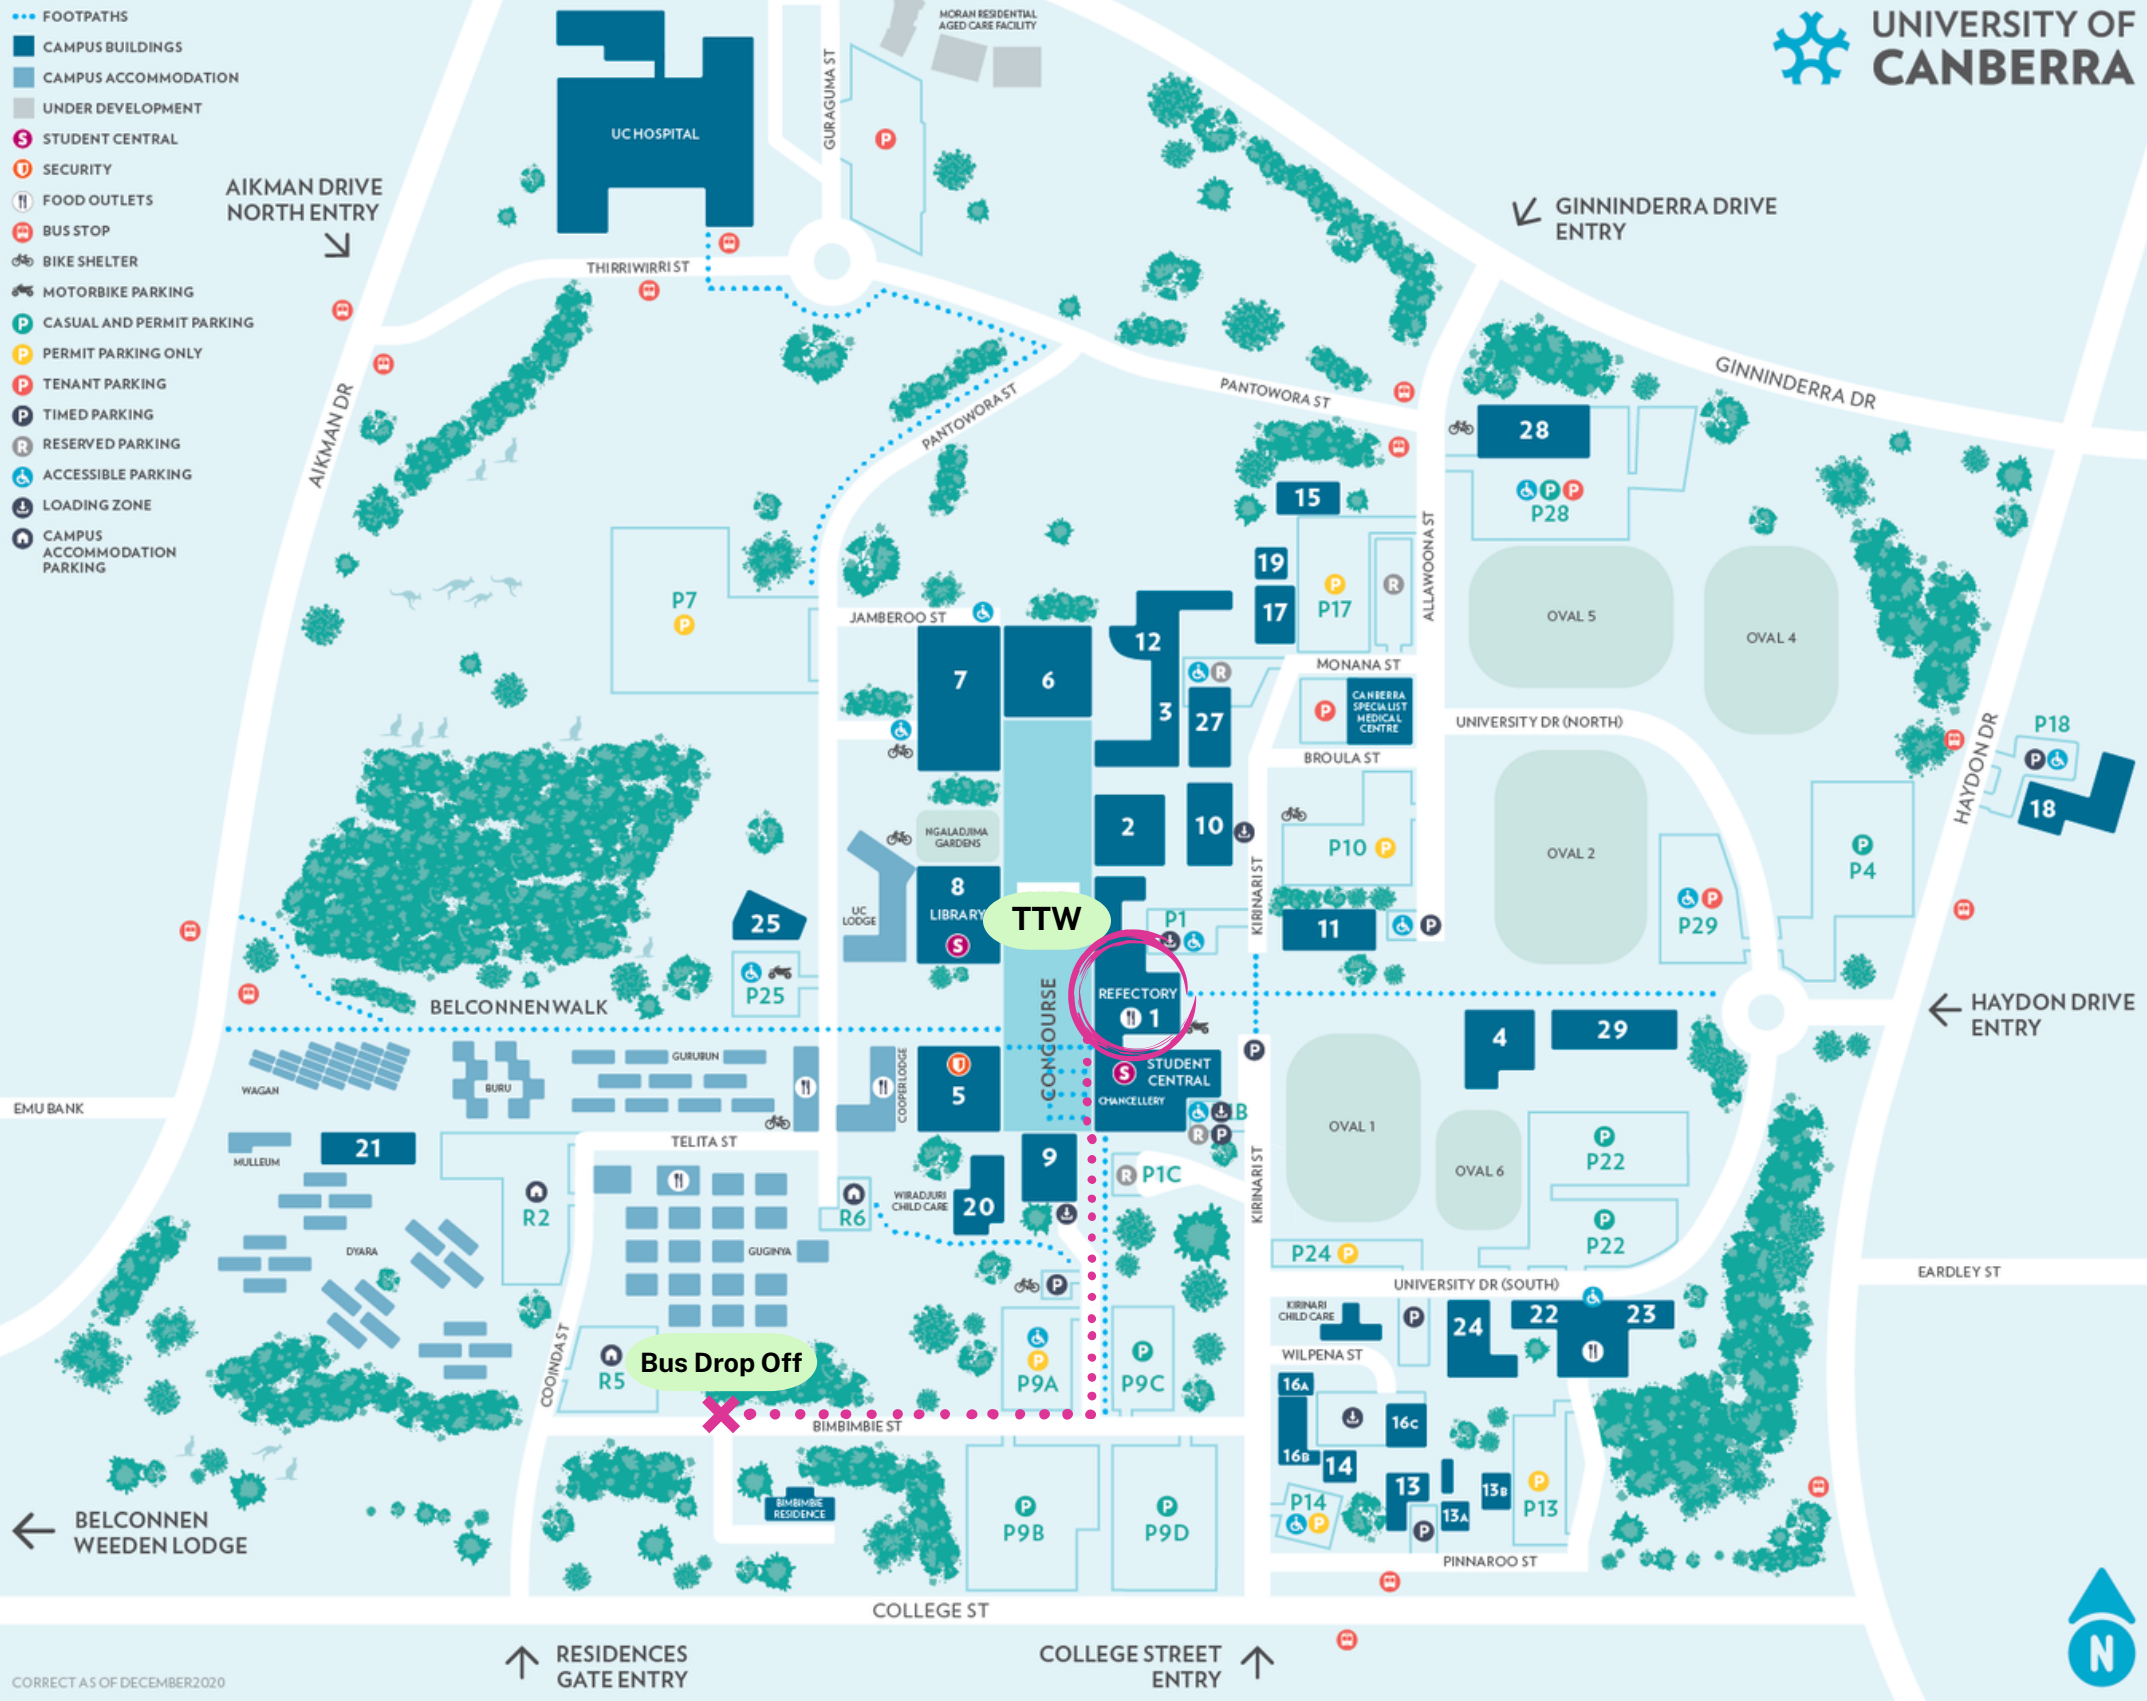 FOOTPATHS
CAMPUS BUILDINGS
CAMPUS ACCOMMODATION
UNDER DEVELOPMENT
S STUDENT CENTRAL
SECURITY
FOOD OUTLETS
BUS STOP
BIKE SHELTER
MOTORBIKE PARKING
P CASUAL AND PERMIT PARKING
P PERMIT PARKING ONLY
P TENANT PARKING
P TIMED PARKING
R RESERVED PARKING
ACCESSIBLE PARKING
LOADING ZONE
CAMPUS
ACCOMMODATION
PARKING
UNIVERSITY OF
CANBERRA
MORAN RESIDENTIAL
AGED CARE FACILITY
GURAGUMA ST
UC HOSPITAL
P
AIKMAN DRIVE
NORTH ENTRY
GINNINDERRA DRIVE
ENTRY
THIRRIWIRRI ST
AIKMAN DR
PANTOWORA ST
PANTOWORA ST
GINNINDERRA DR
28
P P
P28
15
19
17
P
P17
R
ALLAWOONA ST
OVAL 5
OVAL 4
P7
P
JAMBEROO ST
7
6
12
3
R
27
MONANA ST
P
CANBERRA
SPECIALIST
MEDICAL
CENTRE
BROULA ST
UNIVERSITY DR (NORTH)
HAYDON DR
P18
P
18
NGALADJIMA
GARDENS
2
10
P10 P
OVAL 2
P
P4
8
LIBRARY
S
UC
LODGE
25
P25
TTW
P1
KIRINARI ST
11
P
P
P29
BELCONNEN WALK
CONCOURSE
REFECTORY
1
HAYDON DRIVE
ENTRY
4
29
WAGAN
BURU
GURUBUN
COOPER LODGE
5
S STUDENT
CENTRAL
CHANCELLERY
P
B
R P
EMU BANK
MULLEUM
21
TELITA ST
9
R P1C
KIRINARI ST
OVAL 1
OVAL 6
P
P22
P
P22
R2
R6
WIRADJURI
CHILD CARE
20
DYARA
GUGINYA
P24 P
UNIVERSITY DR (SOUTH)
EARDLEY ST
P
KIRINARI
CHILD CARE
P
24
22
23
WILPENA ST
COOINDA ST
R5
Bus Drop Off
P
P9A
P
P9C
BIMBIMBIE ST
16A
16B
16C
14
13
13A
13B
P
P
P13
P14
P
BIMBIMBIE
RESIDENCE
P
P9B
P
P9D
PINNAROO ST
BELCONNEN
WEEDEN LODGE
COLLEGE ST
RESIDENCES
GATE ENTRY
COLLEGE STREET
ENTRY
N
CORRECT AS OF DECEMBER2020